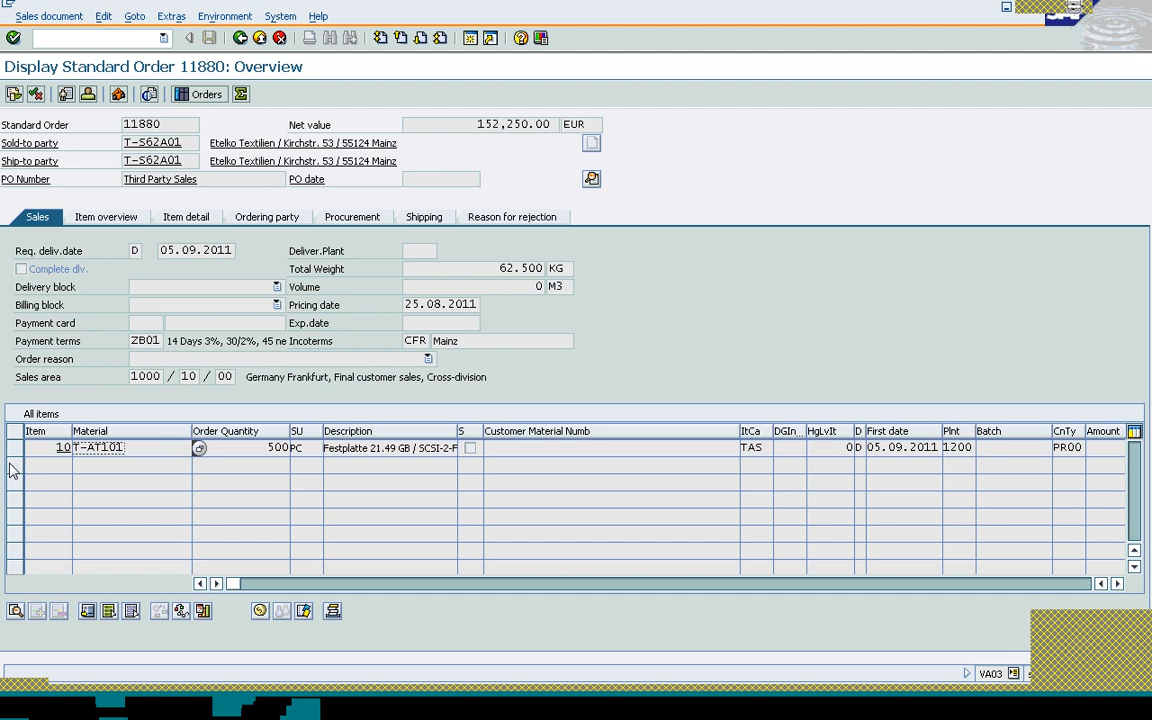 Sales document Edit Goto Extras Environment System Help
Display Standard Order 11880: Overview
Orders
Standard Order 11880 Net value 152,250.00 EUR
Sold-to party T-S62A01 Etelko Textilien / Kirchstr. 53 / 55124 Mainz
Ship-to party T-S62A01 Etelko Textilien / Kirchstr. 53 / 55124 Mainz
PO Number Third Party Sales PO date
Sales Item overview Item detail Ordering party Procurement Shipping Reason for rejection
Req. deliv.date D 05.09.2011 Deliver.Plant
Complete dlv. Total Weight 62.500 KG
Delivery block Volume 0 M3
Billing block Pricing date 25.08.2011
Payment card Exp.date
Payment terms ZB01 14 Days 3%, 30/2%, 45 ne Incoterms CFR Mainz
Order reason
Sales area 1000 / 10 / 00 Germany Frankfurt, Final customer sales, Cross-division
All items
Item Material Order Quantity SU Description S Customer Material Numb ItCa DGIn... HgLvIt D First date Plnt Batch CnTy Amount
10 T-AT101 500 PC Festplatte 21.49 GB / SCSI-2-F TAS 0 D 05.09.2011 1200 PR00
VA03